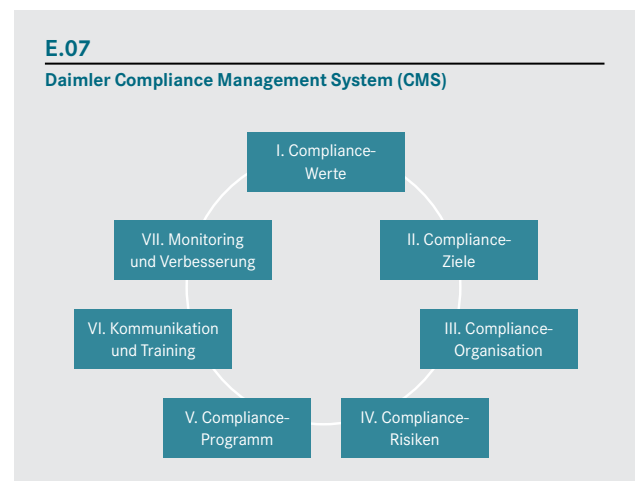 E.07
Daimler Compliance Management System (CMS)
I. Compliance-
Werte
II. Compliance-
Ziele
III. Compliance-
Organisation
IV. Compliance-
Risiken
V. Compliance-
Programm
VI. Kommunikation
und Training
VII. Monitoring
und Verbesserung